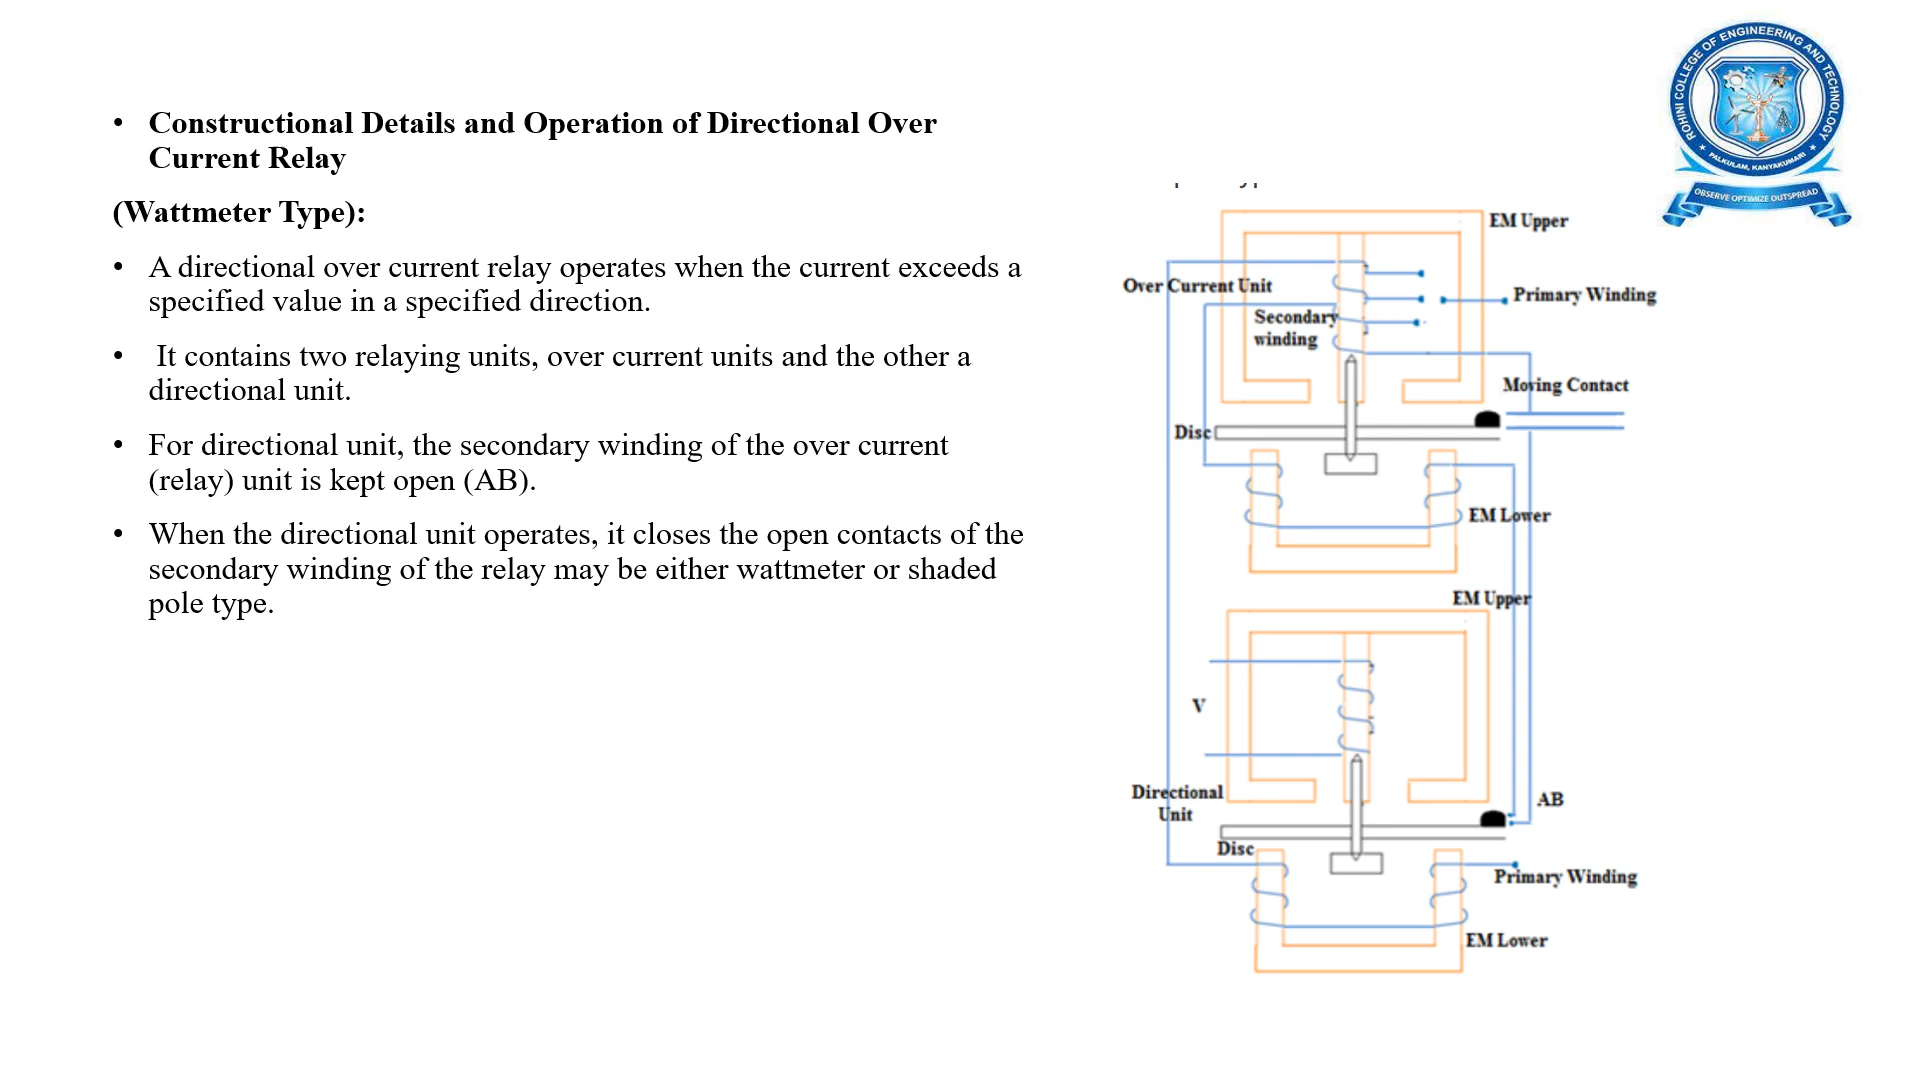 • Constructional Details and Operation of Directional Over
Current Relay
(Wattmeter Type):
• A directional over current relay operates when the current exceeds a
specified value in a specified direction.
• It contains two relaying units, over current units and the other a
directional unit.
• For directional unit, the secondary winding of the over current
(relay) unit is kept open (AB).
• When the directional unit operates, it closes the open contacts of the
secondary winding of the relay may be either wattmeter or shaded
pole type.
ROHINI COLLEGE OF ENGINEERING AND TECHNOLOGY
PALKULAM, KANYAKUMARI
OBSERVE OPTIMIZE OUTSPREAD
EM Upper
Over Current Unit
Primary Winding
Secondary
winding
Moving Contact
Disc
EM Lower
EM Upper
V
Directional
Unit
AB
Disc
Primary Winding
EM Lower